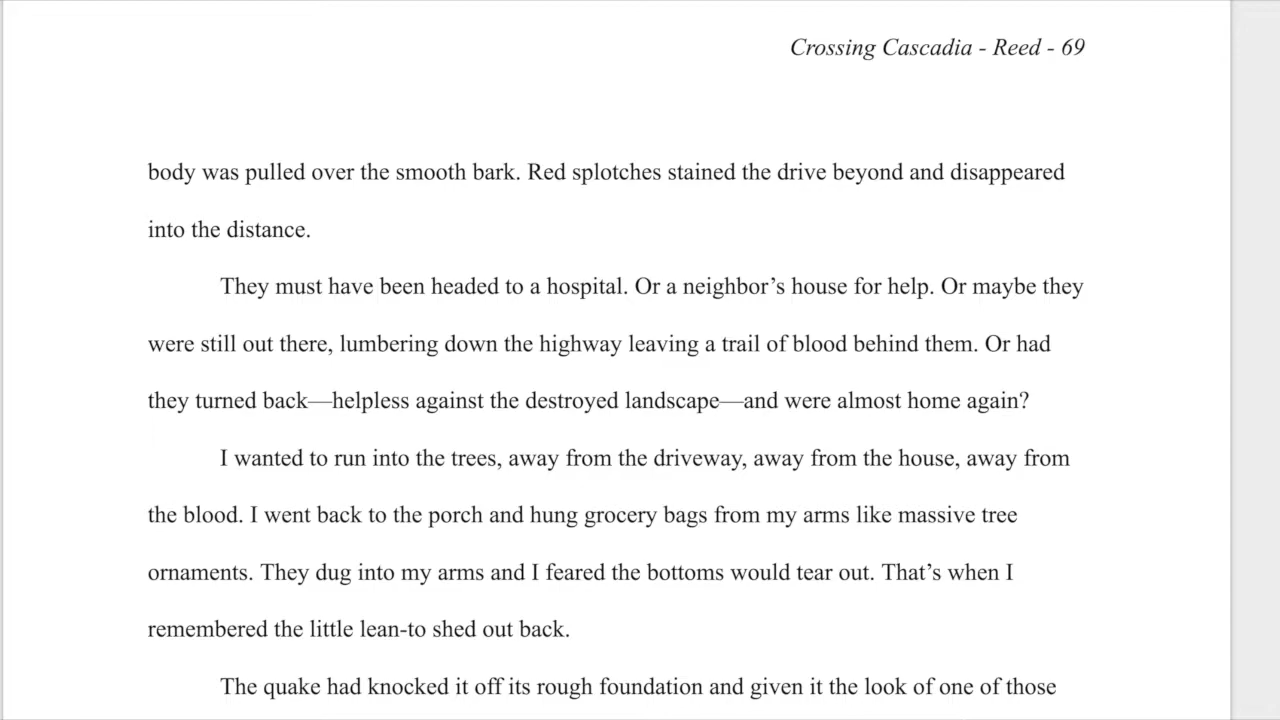 Crossing Cascadia - Reed - 69
body was pulled over the smooth bark. Red splotches stained the drive beyond and disappeared
into the distance.
They must have been headed to a hospital. Or a neighbor’s house for help. Or maybe they
were still out there, lumbering down the highway leaving a trail of blood behind them. Or had
they turned back—helpless against the destroyed landscape—and were almost home again?
I wanted to run into the trees, away from the driveway, away from the house, away from
the blood. I went back to the porch and hung grocery bags from my arms like massive tree
ornaments. They dug into my arms and I feared the bottoms would tear out. That’s when I
remembered the little lean-to shed out back.
The quake had knocked it off its rough foundation and given it the look of one of those